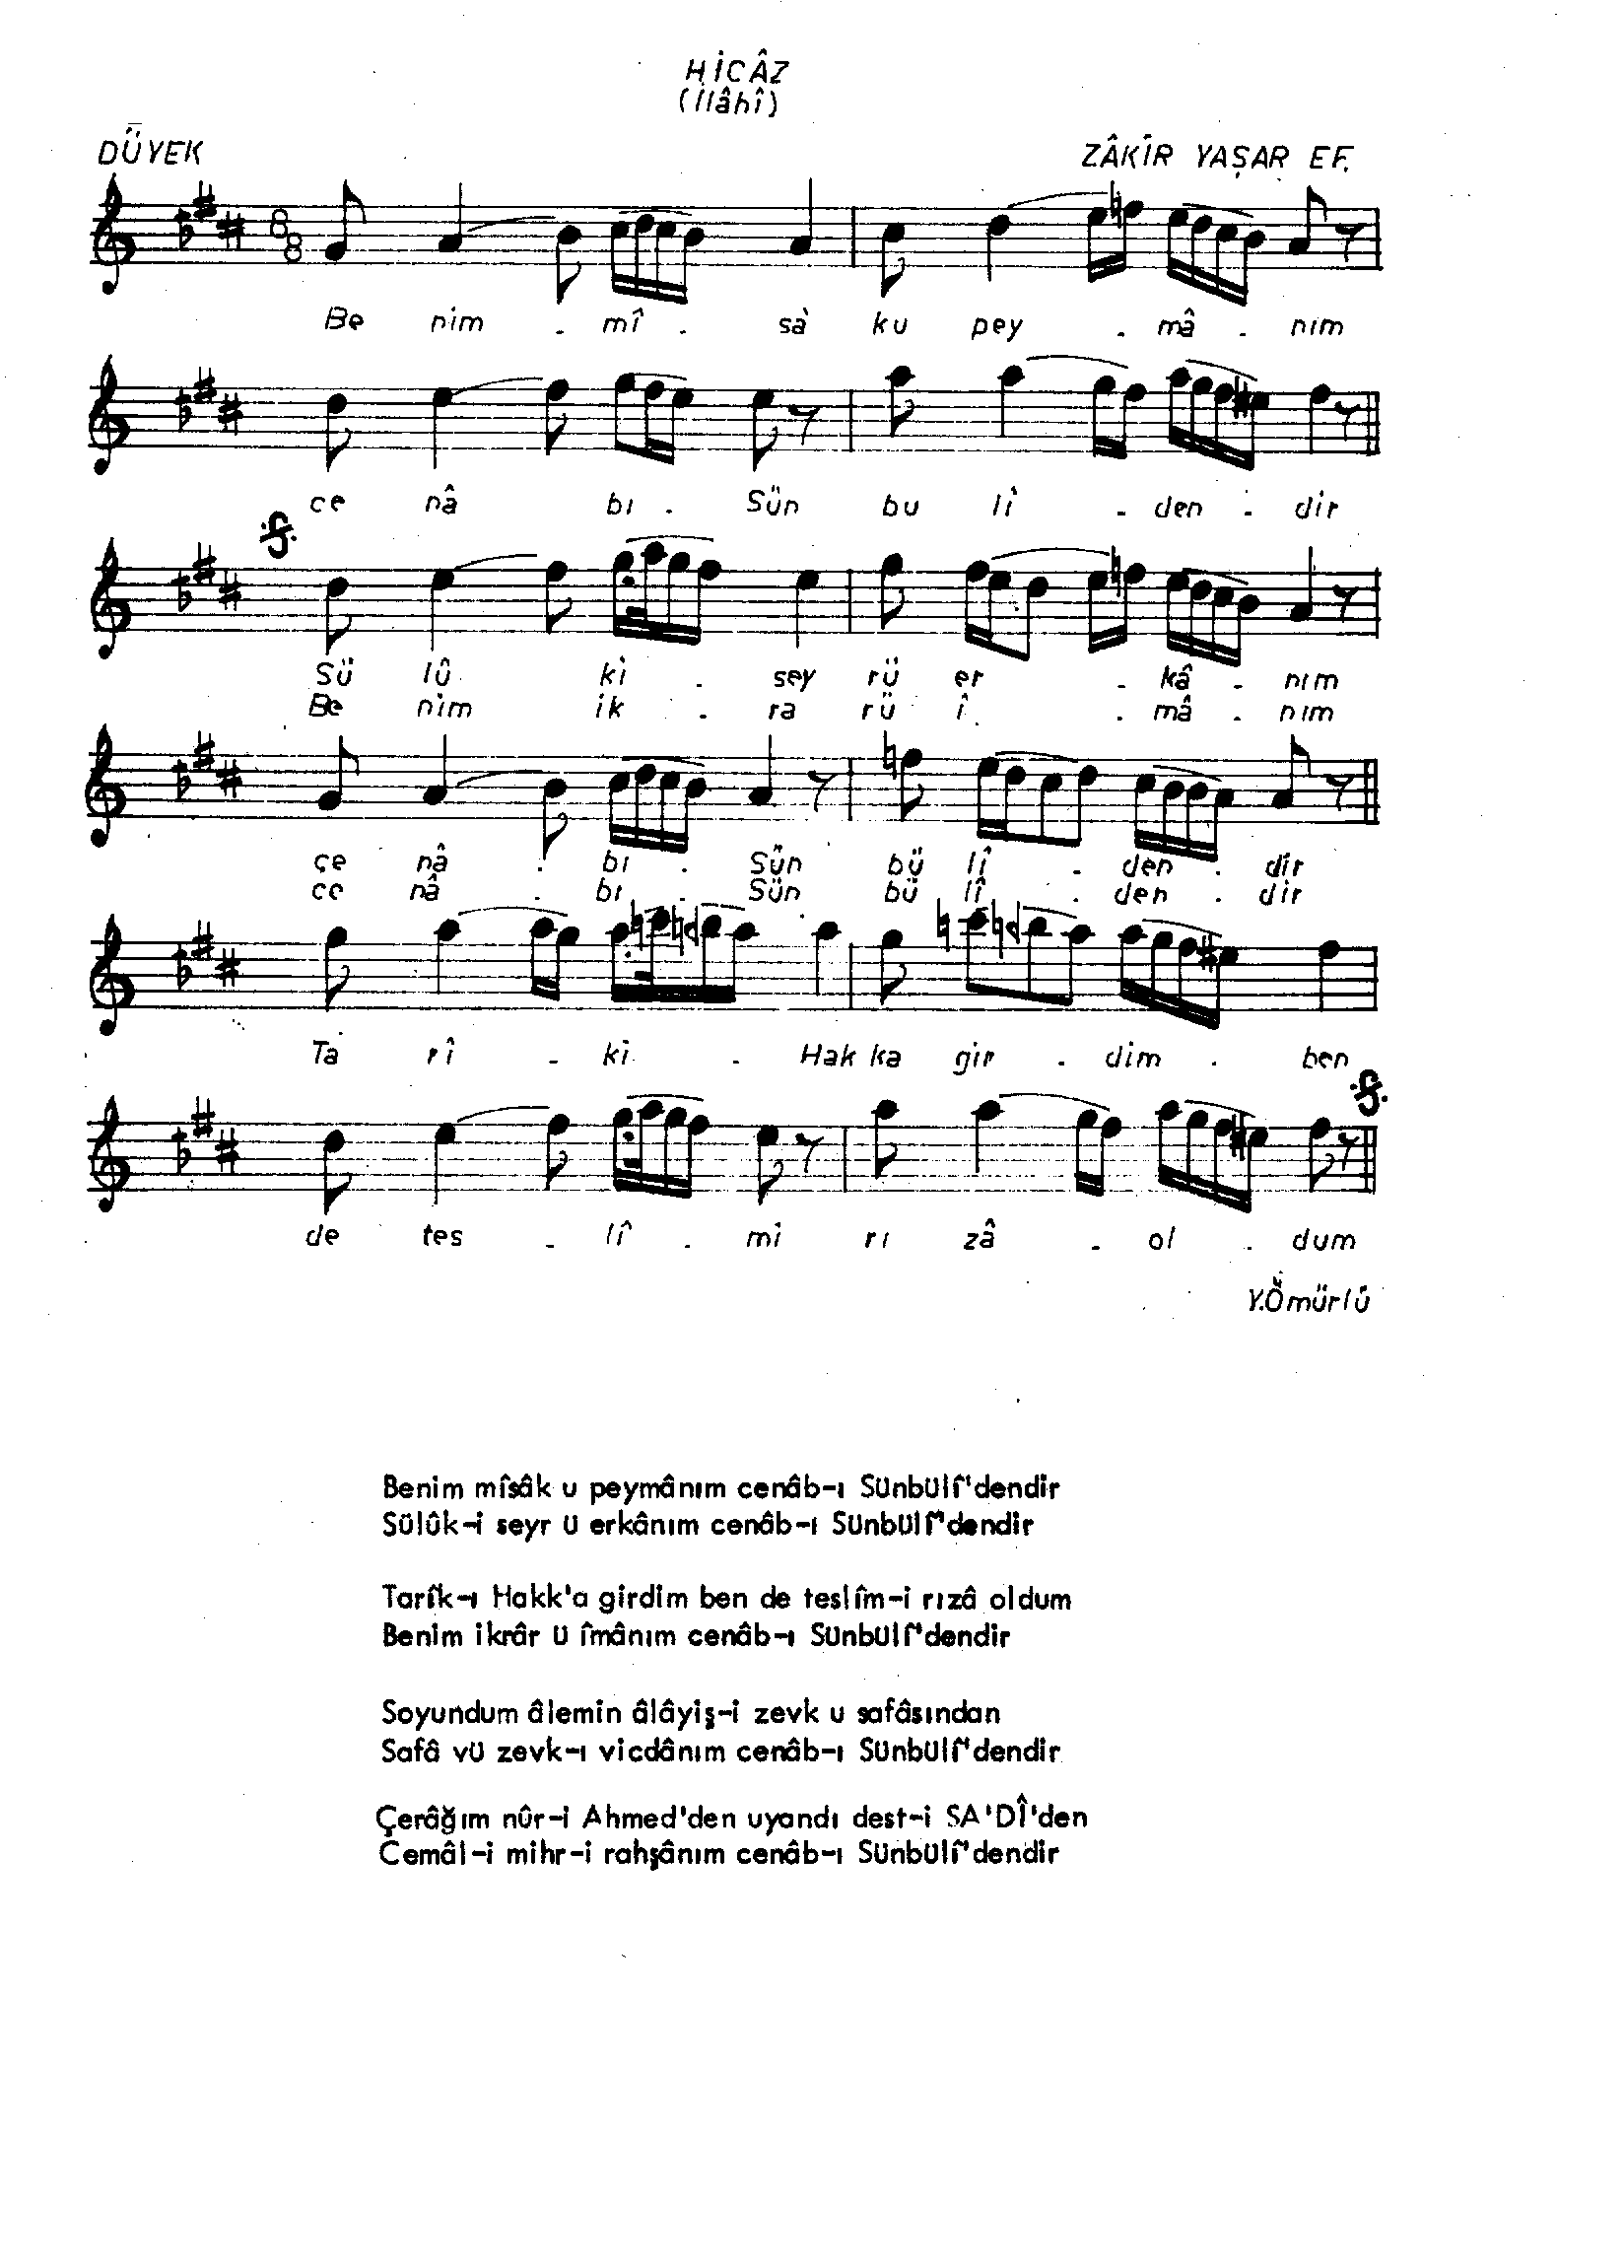 HİCÂZ
(İlâhî)
DÜYEK
ZÂKİR YAŞAR EF.
8
8
Be nim . mî . sà ku pey . mâ . nım
ce nâ bı . Sün bu lî . den . dir
Sü lû ki . sey rü er . kâ . nım
Be nim ik . ra rü î . . mâ . nım
ce nâ . bı . Sün bü lî . den . dir
ce nâ . bı . Sün bü lî . den . dir
Ta rî . ki . Hak ka gir . dim . ben
de tes . lî . mi rı zâ . ol . dum
Y.Ömürlü
Benim mîsâk u peymânım cenâb-ı Sünbülî'dendir
Sülûk-i seyr ü erkânım cenâb-ı Sünbülî'dendir
Tarîk-ı Hakk'a girdim ben de teslîm-i rızâ oldum
Benim ikrâr ü îmânım cenâb-ı Sünbülî'dendir
Soyundum âlemin âlâyiş-i zevk u safâsından
Safâ vü zevk-ı vicdânım cenâb-ı Sünbülî'dendir
Çerâğım nûr-i Ahmed'den uyandı dest-i SA'DÎ'den
Cemâl-i mihr-i rahşânım cenâb-ı Sünbülî'dendir